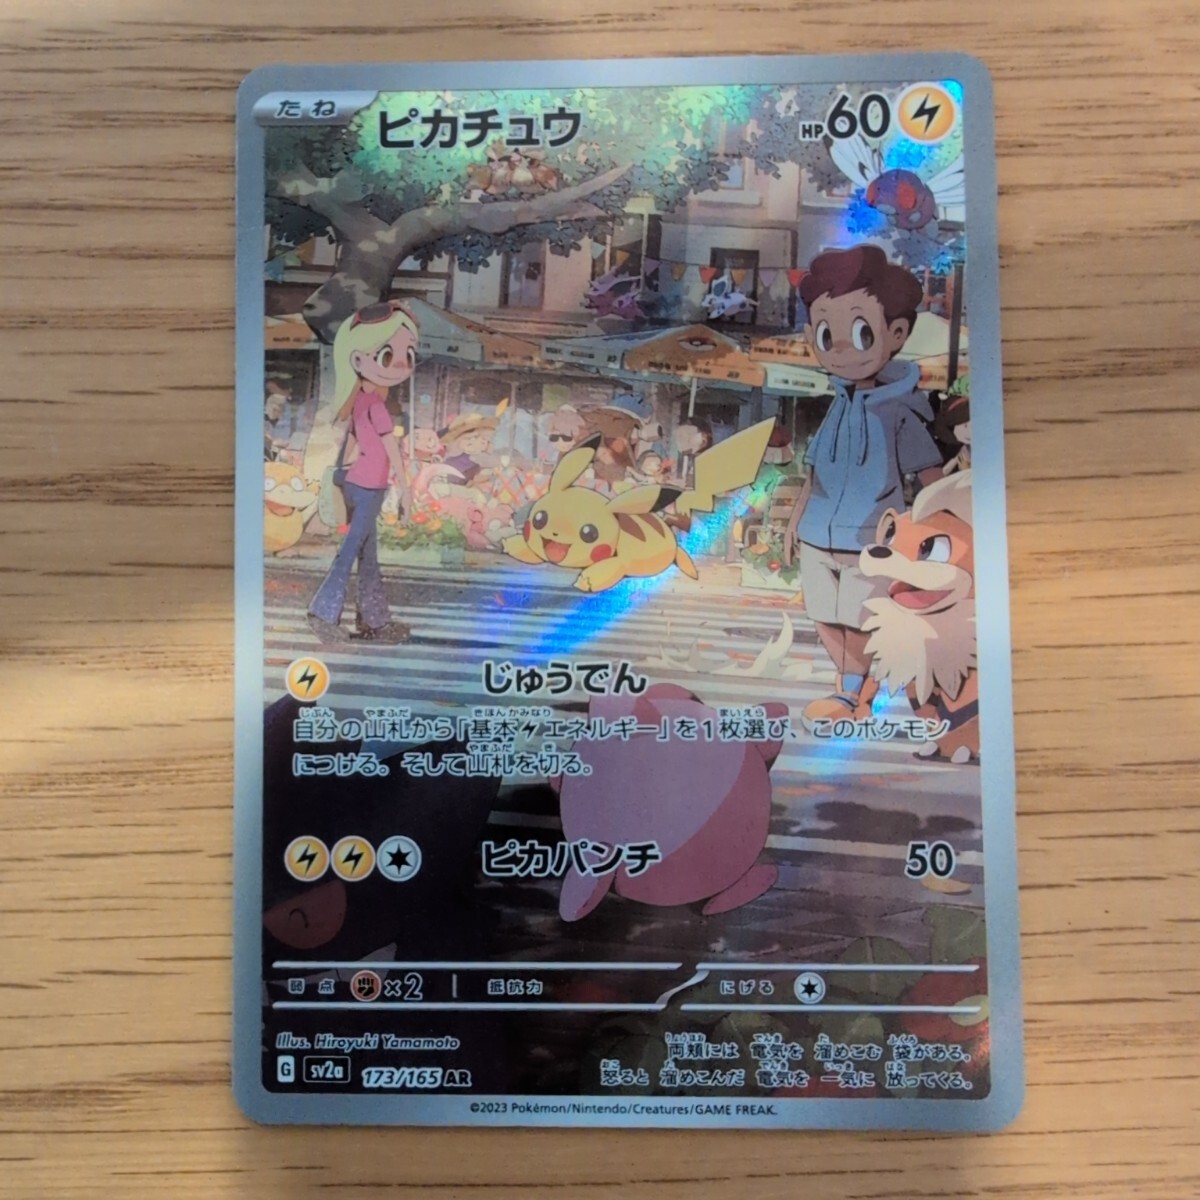 たね
ピカチュウ
HP60
じゅうでん
自分の山札から「基本エネルギー」を1枚選び、このポケモン
につける。そして山札を切る。
ピカパンチ 50
弱点 ×2 抵抗力 にげる
Illus. Hiroyuki Yamamoto
両頬には 電気を 溜めこむ 袋がある。
怒ると 溜めこんだ 電気を 一気に 放ってくる。
G sv2a 173/165 AR
©2023 Pokémon/Nintendo/Creatures/GAME FREAK.